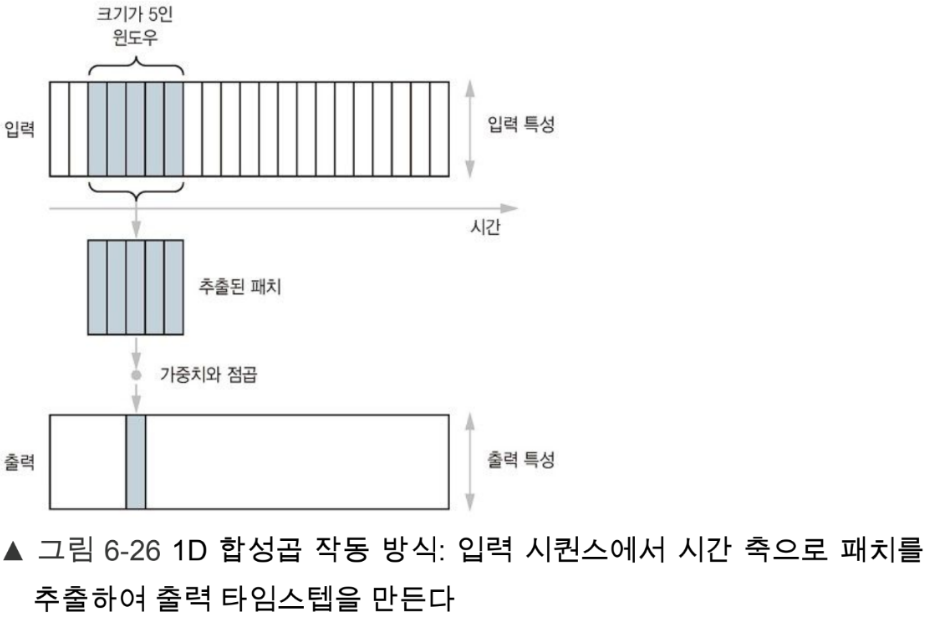 크기가 5인
윈도우
입력
입력 특성
시간
추출된 패치
가중치와 점곱
출력
출력 특성
▲ 그림 6-26 1D 합성곱 작동 방식: 입력 시퀀스에서 시간 축으로 패치를
추출하여 출력 타임스텝을 만든다